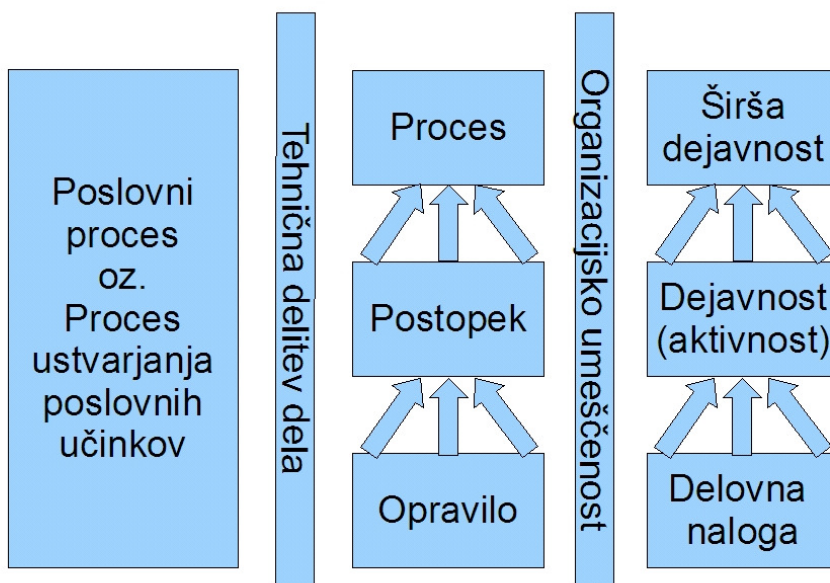 Poslovni
proces
oz.
Proces
ustvarjanja
poslovnih
učinkov
Tehnična delitev dela
Proces
Postopek
Opravilo
Organizacijsko umeščenost
Širša
dejavnost
Dejavnost
(aktivnost)
Delovna
naloga